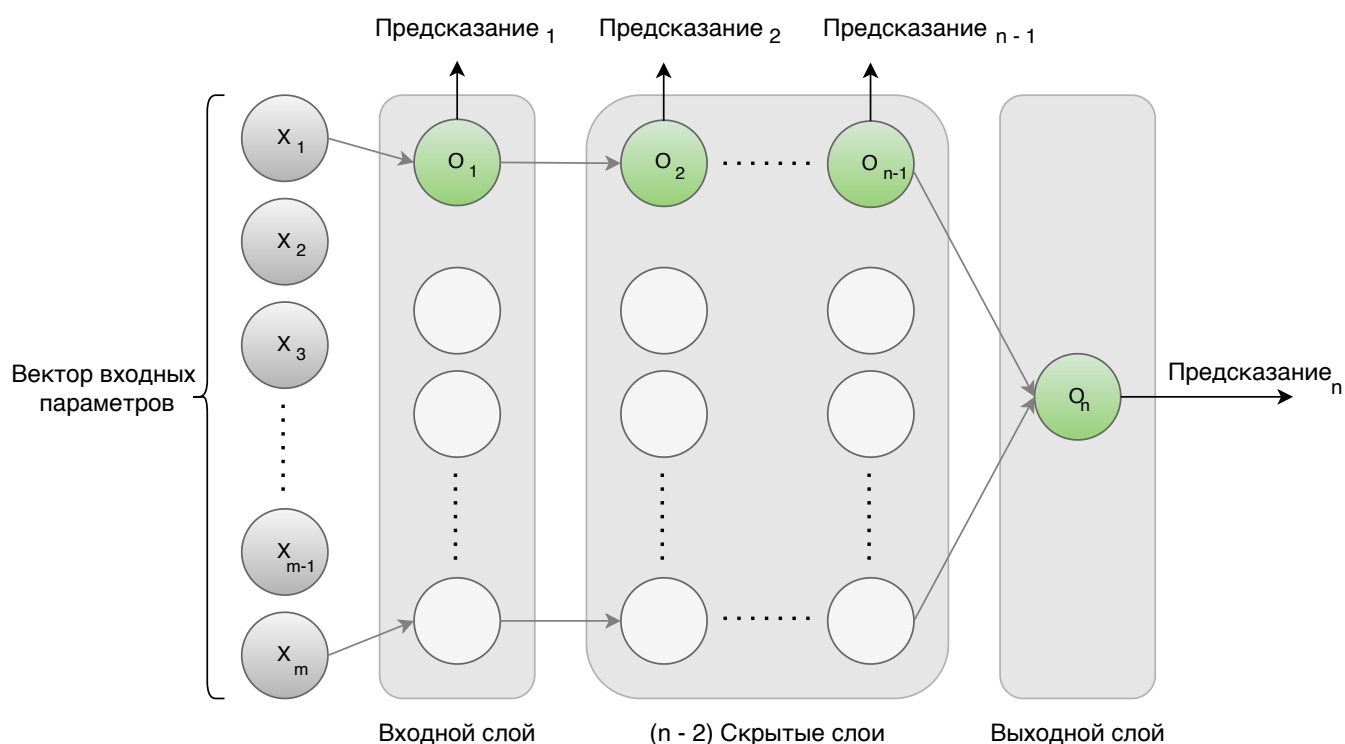 Предсказание 1
Предсказание 2
Предсказание n - 1
X 1
X 2
X 3
X m-1
X m
Вектор входных
параметров
O 1
O 2
O n-1
O n
Предсказание n
Входной слой
(n - 2) Скрытые слои
Выходной слой